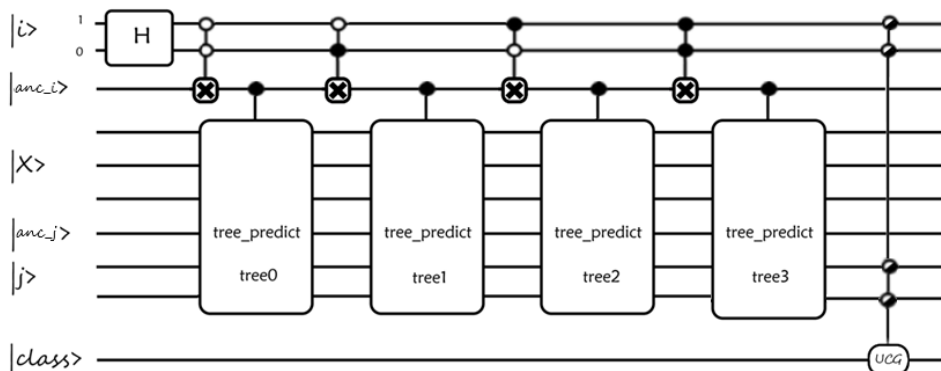 |i>
1
0
H
|anc_i>
|X>
|anc_j>
|j>
tree_predict
tree0
tree_predict
tree1
tree_predict
tree2
tree_predict
tree3
|class>
UCG